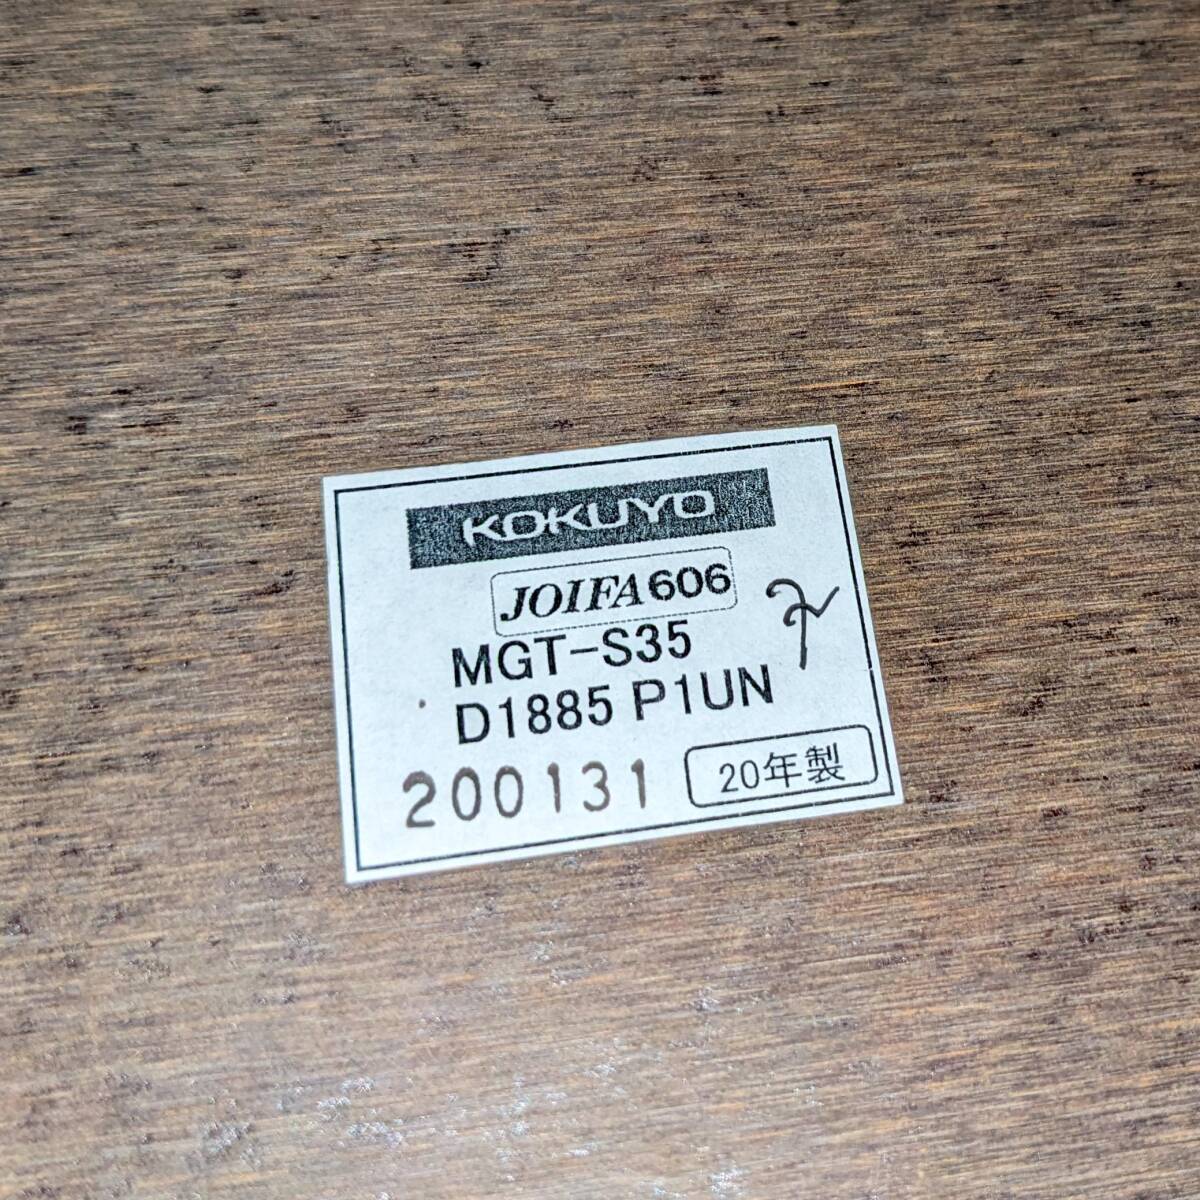 KOKUYO
JOIFA606
MGT-S35
D1885 P1UN
200131 20年製